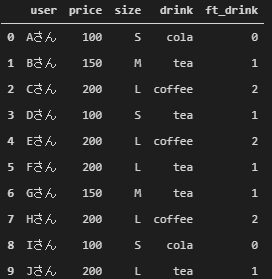 user price size drink ft_drink
0 Aさん 100 S cola 0
1 Bさん 150 M tea 1
2 Cさん 200 L coffee 2
3 Dさん 100 S tea 1
4 Eさん 200 L coffee 2
5 Fさん 200 L tea 1
6 Gさん 150 M tea 1
7 Hさん 200 L coffee 2
8 Iさん 100 S cola 0
9 Jさん 200 L tea 1